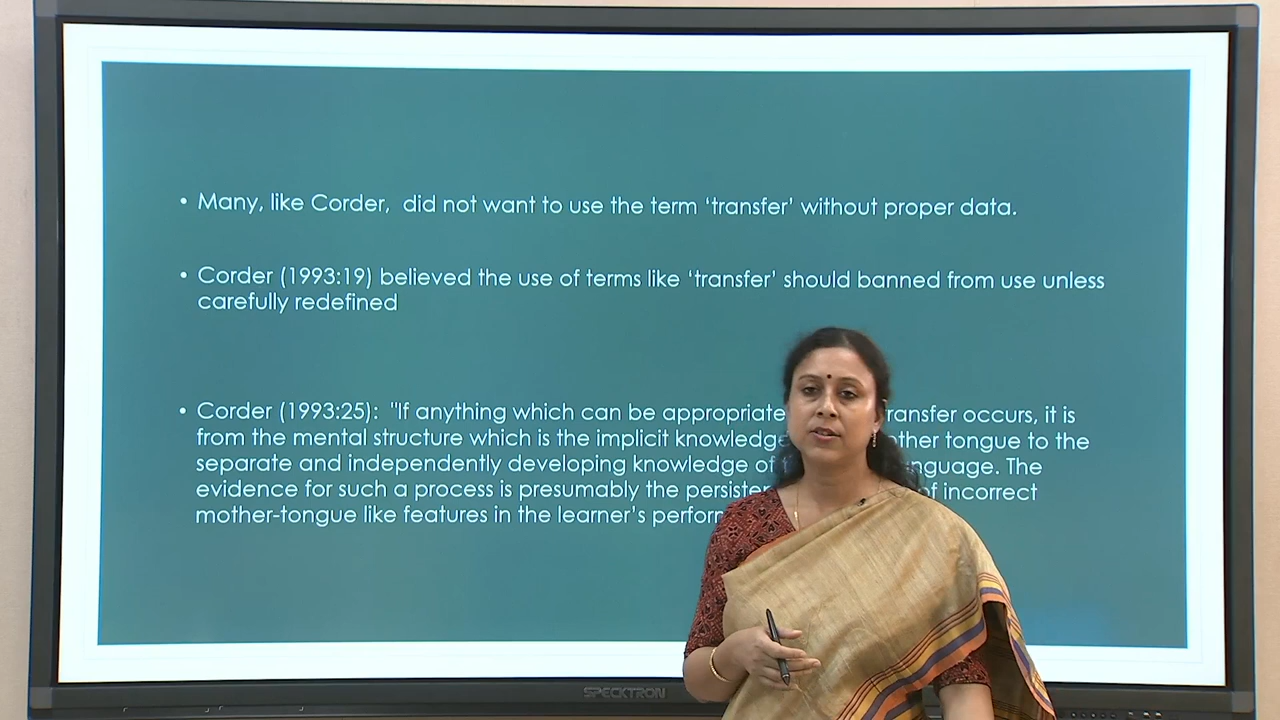 • Many, like Corder, did not want to use the term ‘transfer’ without proper data.
• Corder (1993:19) believed the use of terms like ‘transfer’ should banned from use unless
carefully redefined
• Corder (1993:25): "If anything which can be appropriate ransfer occurs, it is
from the mental structure which is the implicit knowledge other tongue to the
separate and independently developing knowledge of nguage. The
evidence for such a process is presumably the persisten of incorrect
mother-tongue like features in the learner’s perfor
SPECKTRON